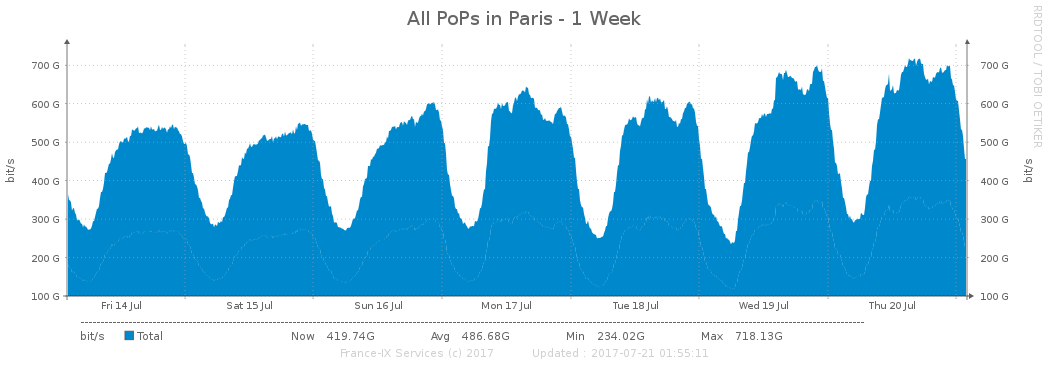 All PoPs in Paris - 1 Week
RRDTOOL / TOBI OETIKER
700 G 700 G
600 G 600 G
500 G 500 G
400 G 400 G
300 G 300 G
200 G 200 G
100 G 100 G
bit/s bit/s
Fri 14 Jul Sat 15 Jul Sun 16 Jul Mon 17 Jul Tue 18 Jul Wed 19 Jul Thu 20 Jul
bit/s Total Now 419.74G Avg 486.68G Min 234.02G Max 718.13G
France-IX Services (c) 2017 Updated : 2017-07-21 01:55:11